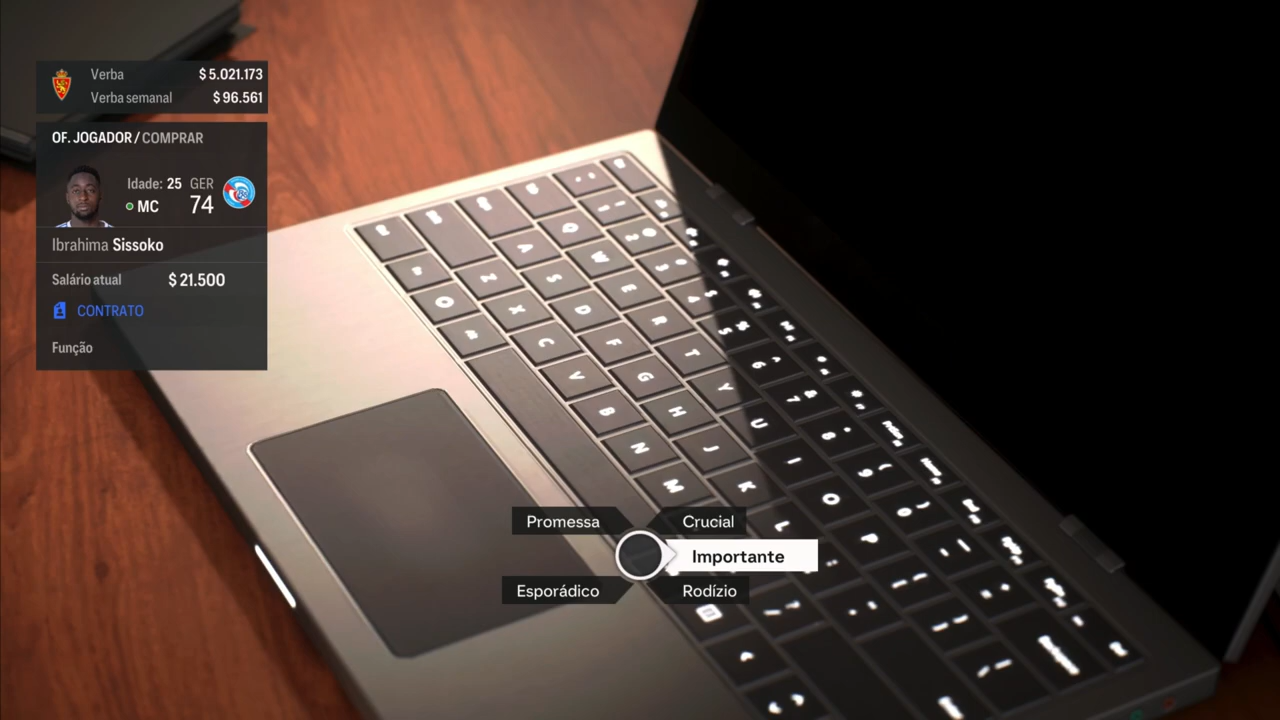 Verba $ 5.021.173
Verba semanal $ 96.561
OF. JOGADOR / COMPRAR
Idade: 25 GER
MC 74
Ibrahima Sissoko
Salário atual $ 21.500
CONTRATO
Função
Promessa Crucial
Importante
Esporádico Rodízio
Q W E R T Y U I O P
A S D F G H J K L
Z X C V B N M